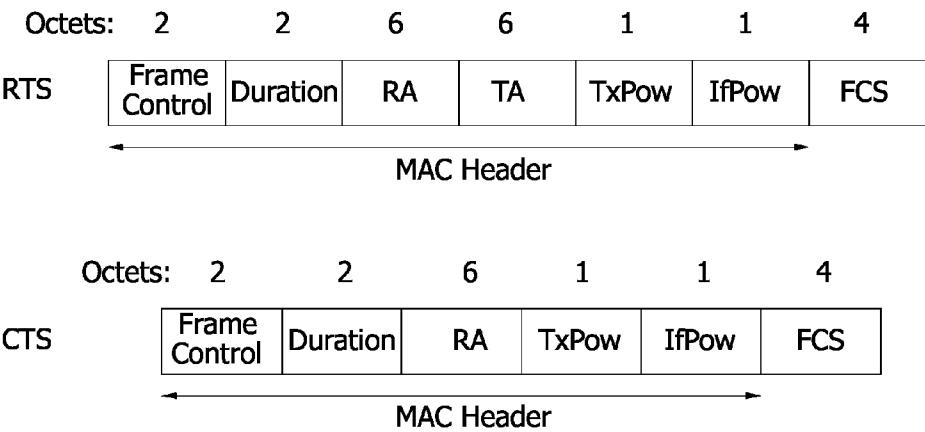 Octets: 2 2 6 6 1 1 4
RTS Frame Control Duration RA TA TxPow IfPow FCS
MAC Header
Octets: 2 2 6 1 1 4
CTS Frame Control Duration RA TxPow IfPow FCS
MAC Header